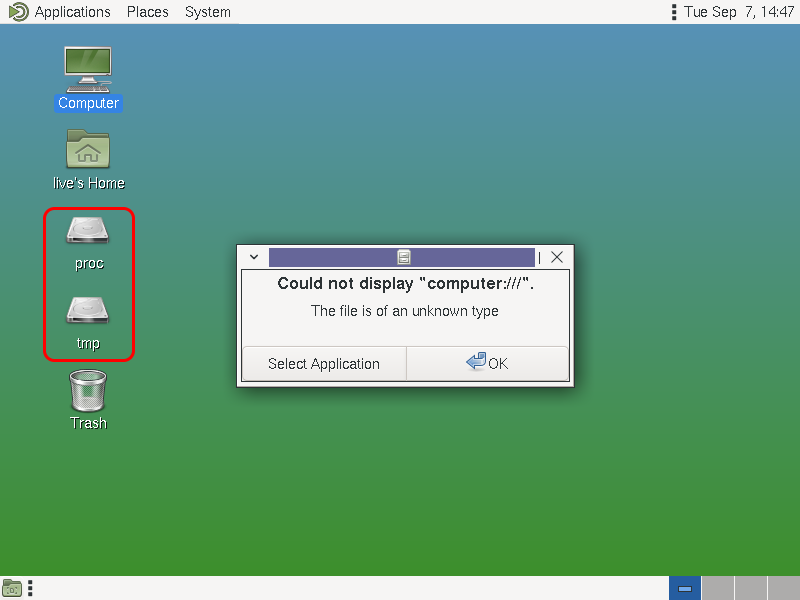 Applications Places System Tue Sep 7, 14:47
Computer
live's Home
proc
tmp
Trash
Could not display "computer:///".
The file is of an unknown type
Select Application OK